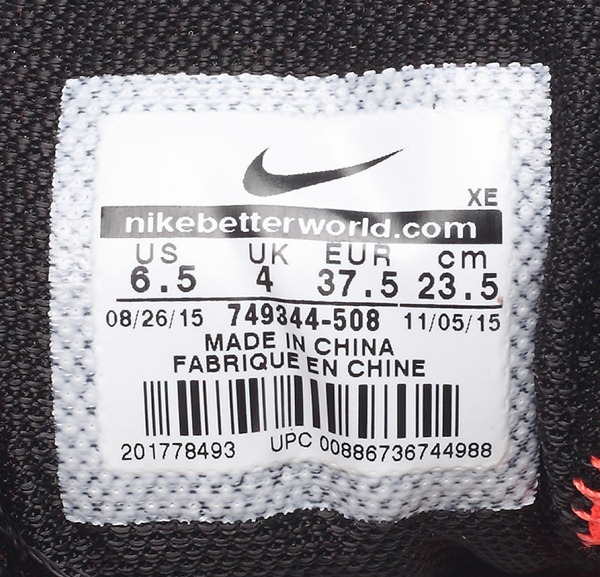 XE
nikebetterworld.com
US UK EUR cm
6.5 4 37.5 23.5
08/26/15 749344-508 11/05/15
MADE IN CHINA
FABRIQUE EN CHINE
201778493 UPC 00886736744988